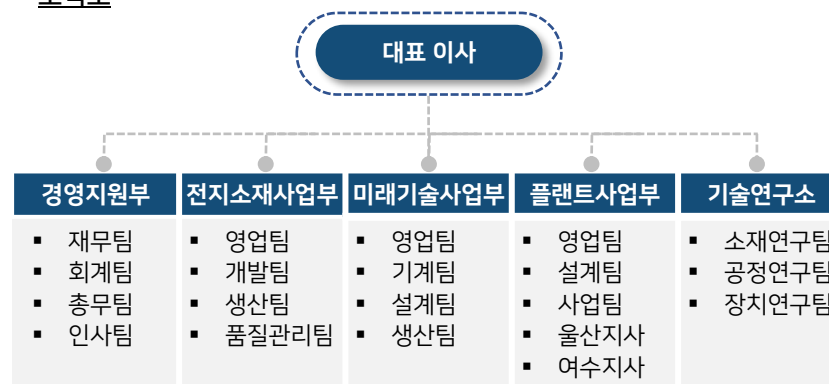 대표 이사
경영지원부
재무팀
회계팀
총무팀
인사팀
전지소재사업부
영업팀
개발팀
생산팀
품질관리팀
미래기술사업부
영업팀
기계팀
설계팀
생산팀
플랜트사업부
영업팀
설계팀
사업팀
울산지사
여수지사
기술연구소
소재연구팀
공정연구팀
장치연구팀